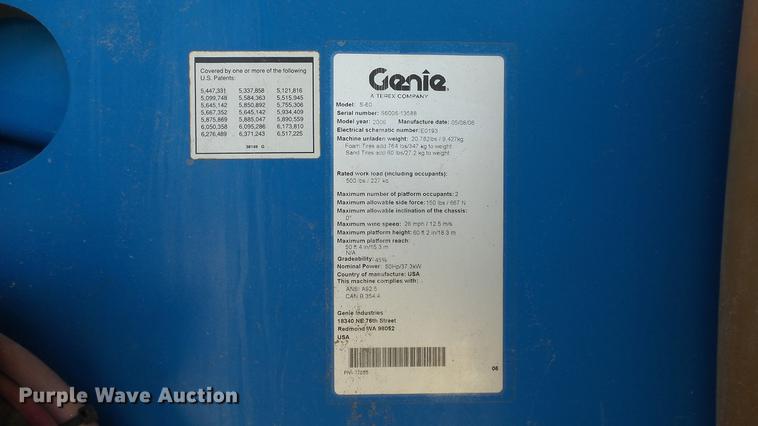 Covered by one or more of the following
U.S. Patents:
5,447,331 5,337,858 5,121,816
5,099,748 5,584,363 5,515,945
5,645,142 5,850,892 5,755,306
5,667,352 5,645,142 5,934,409
5,875,869 5,885,047 5,890,559
6,050,358 6,095,286 6,173,810
6,276,489 6,371,243 6,517,225
38149 G
Genie
A TEREX COMPANY
Model: S-60
Serial number: S6006-13588
Model year: 2006 Manufacture date: 05/08/06
Electrical schematic number: E0193
Machine unladen weight: 20,782lbs / 9,427kg
Foam Tires add 764 lbs/347 kg to weight
Sand Tires add 60 lbs/27.2 kg to weight
Rated work load (including occupants):
500 lbs / 227 kg
Maximum number of platform occupants: 2
Maximum allowable side force: 150 lbs / 667 N
Maximum allowable inclination of the chassis:
0°
Maximum wind speed: 28 mph / 12.5 m/s
Maximum platform height: 60 ft 2 in/18.3 m
Maximum platform reach:
50 ft 4 in/15.3 m
N/A
Gradeability: 45%
Nominal Power: 50Hp/37.3kW
Country of manufacture: USA
This machine complies with:
ANSI A92.5
CAN B.354.4
Genie Industries
18340 NE 76th Street
Redmond WA 98052
USA
06
Purple Wave Auction